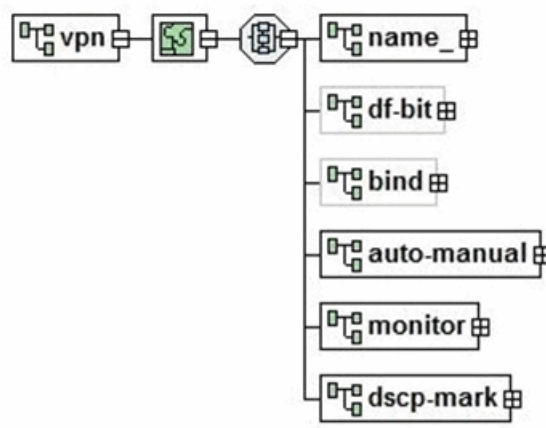 vpn
name_
df-bit
bind
auto-manual
monitor
dscp-mark